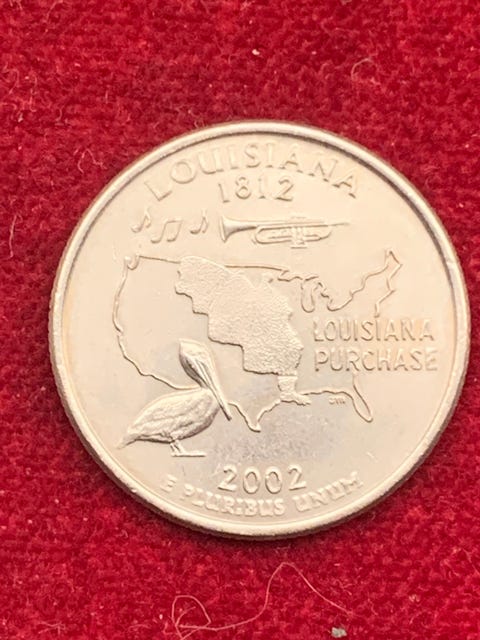 LOUISIANA
1812
LOUISIANA
PURCHASE
2002
E PLURIBUS UNUM